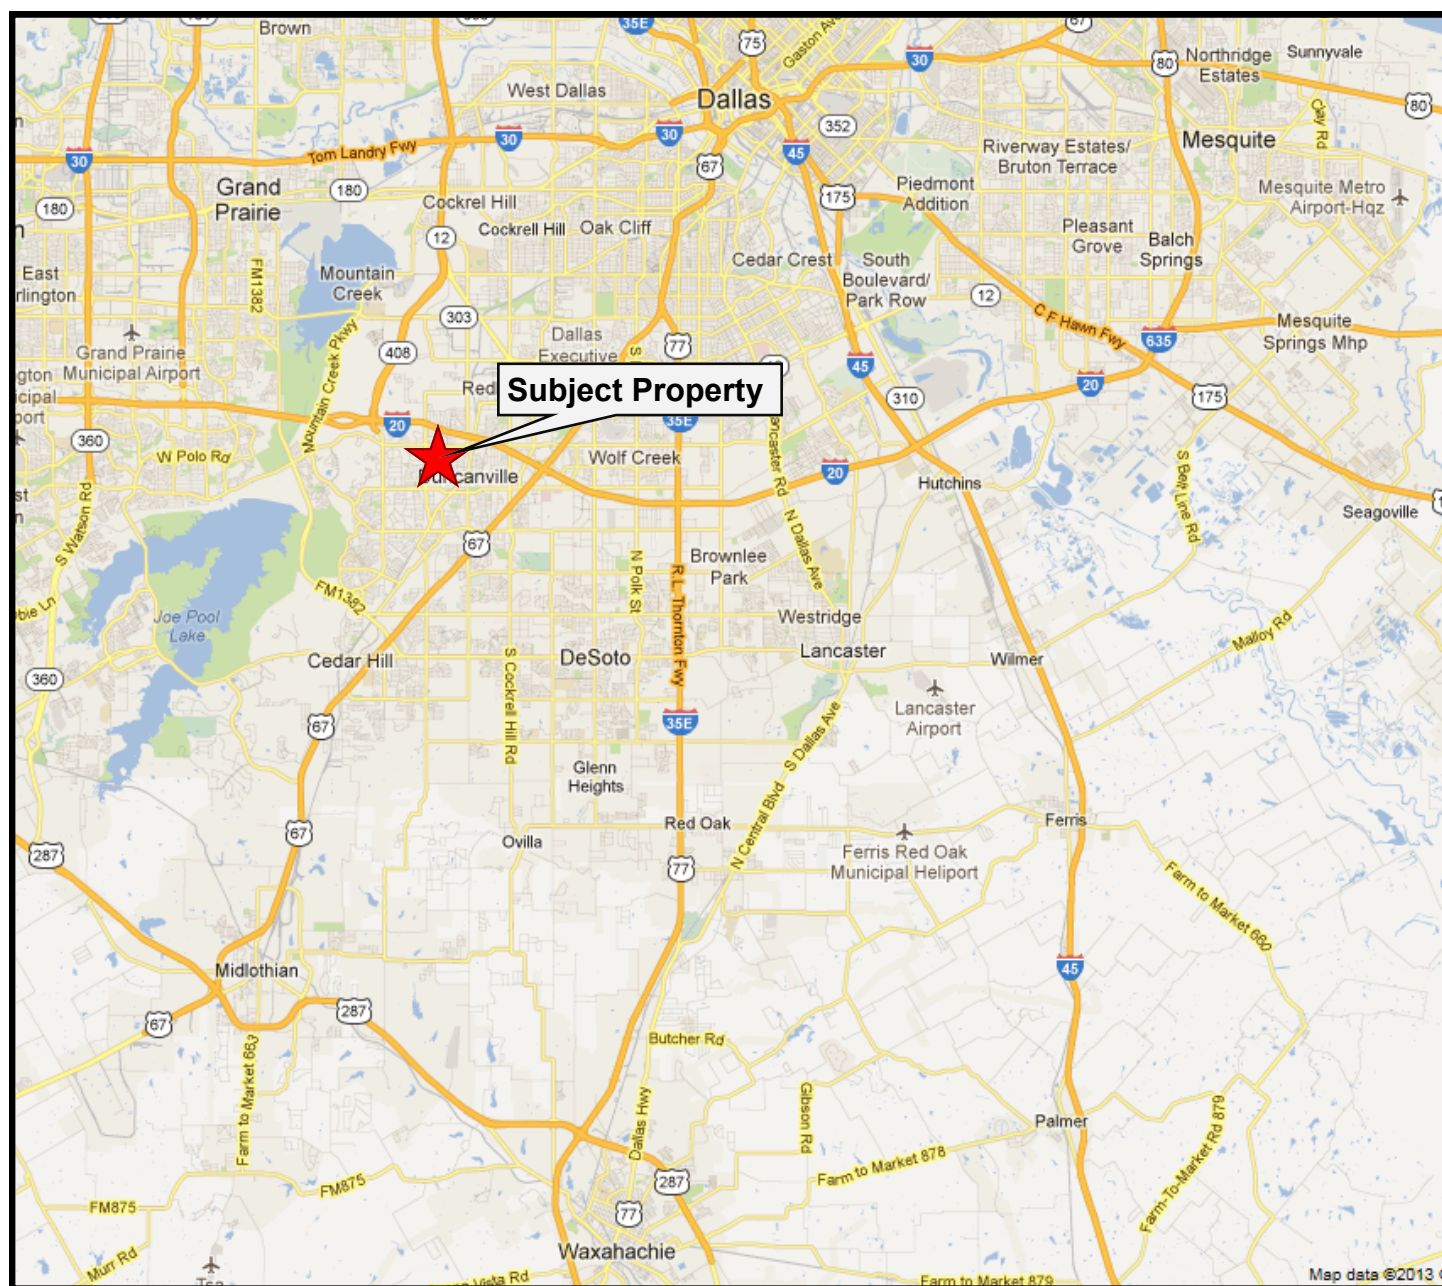 Brown
35E
67
75
Gaston Ave
30
80
Northridge
Estates
Sunnyvale
West Dallas
Dallas
80
Clay Rd
352
30
Tom Landry Fwy
30
30
45
Riverway Estates/
Bruton Terrace
Mesquite
67
Grand
Prairie
180
180
Cockrel Hill
175
Piedmont
Addition
Mesquite Metro
Airport-Hqz
12
Cockrell Hill
Oak Cliff
Pleasant
Grove
Balch
Springs
East
rlington
FM1382
Mountain
Creek
Cedar Crest
South
Boulevard/
Park Row
12
303
C F Hawn Fwy
Mesquite
Springs Mhp
Grand Prairie
Municipal Airport
Mountain Creek Pkwy
408
Dallas
Executive
77
45
635
gton
icipal
port
Subject Property
20
310
175
360
20
35E
W Polo Rd
Wolf Creek
ancaster Rd
20
Hutchins
S Belt Line Rd
Seagoville
S Watson Rd
67
N Dallas Ave
Brownlee
Park
N Polk St
R.L. Thornton Fwy
FM1382
Joe Pool
Lake
Westridge
Malloy Rd
Cedar Hill
S Cockrell Hill Rd
DeSoto
Lancaster
Wilmer
360
Lancaster
Airport
67
35E
S Dallas Ave
Glenn
Heights
N Central Blvd
287
67
Ovilla
Red Oak
Ferris
77
Ferris Red Oak
Municipal Heliport
Farm to Market 660
Midlothian
45
67
287
Farm to Market 663
Butcher Rd
Dallas Hwy
Gibson Rd
Palmer
Farm-To-Market Rd 879
Farm to Market 878
FM875
FM875
287
77
Waxahachie
Murr Rd
Vista Rd
Farm to Market 879
Map data ©2013